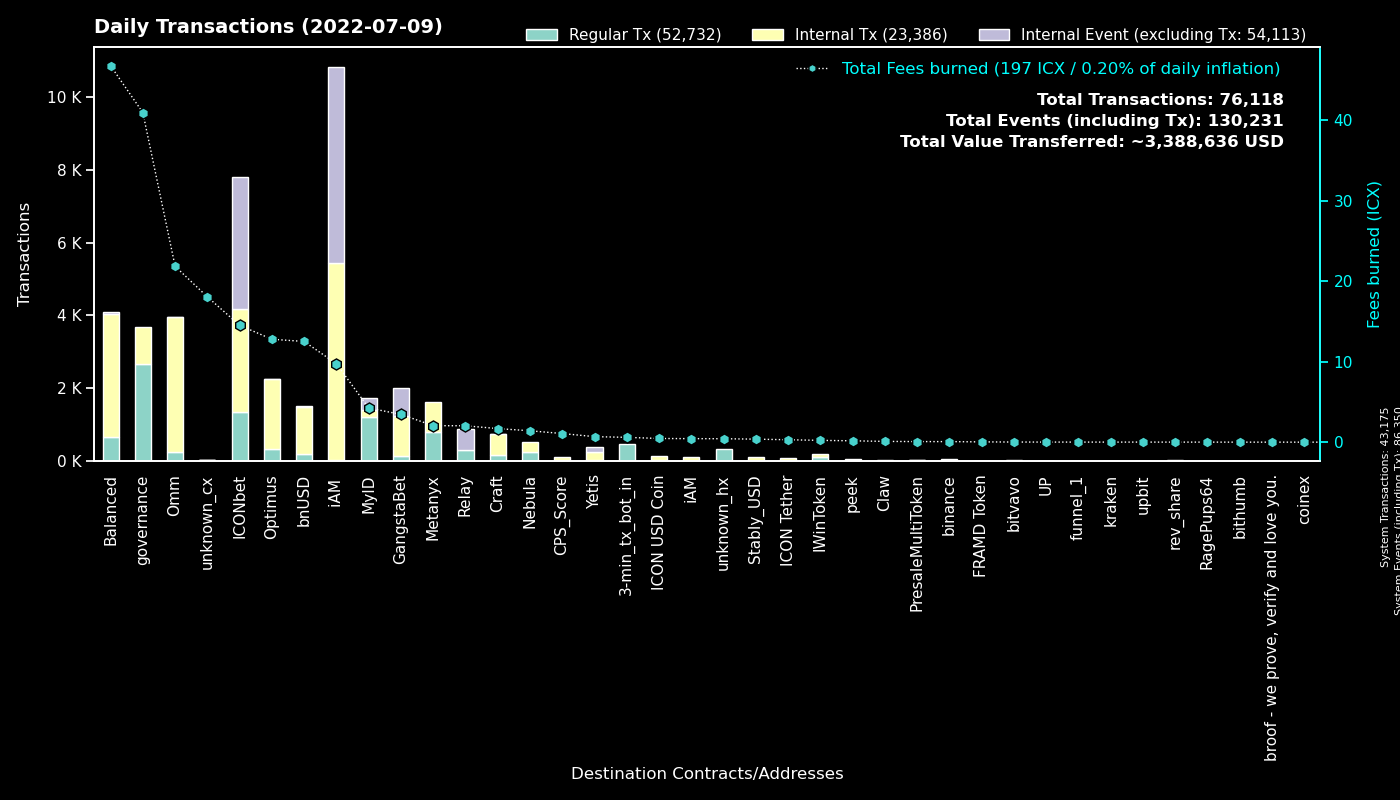 Daily Transactions (2022-07-09)
Regular Tx (52,732)
Internal Tx (23,386)
Internal Event (excluding Tx: 54,113)
Total Fees burned (197 ICX / 0.20% of daily inflation)
Total Transactions: 76,118
Total Events (including Tx): 130,231
Total Value Transferred: ~3,388,636 USD
Transactions
10 K
8 K
6 K
4 K
2 K
0 K
40
30
20
10
0
Fees burned (ICX)
System Transactions: 43,175
System Events (including Tx): 86,350
Balanced
governance
Omm
unknown_cx
ICONbet
Optimus
bnUSD
iAM
MyID
GangstaBet
Metanyx
Relay
Craft
Nebula
CPS_Score
Yetis
3-min_tx_bot_in
ICON USD Coin
iAM
unknown_hx
Stably_USD
ICON Tether
IWinToken
peek
Claw
PresaleMultiToken
binance
FRAMD Token
bitvavo
UP
funnel_1
kraken
upbit
rev_share
RagePups64
bithumb
broof - we prove, verify and love you.
coinex
Destination Contracts/Addresses